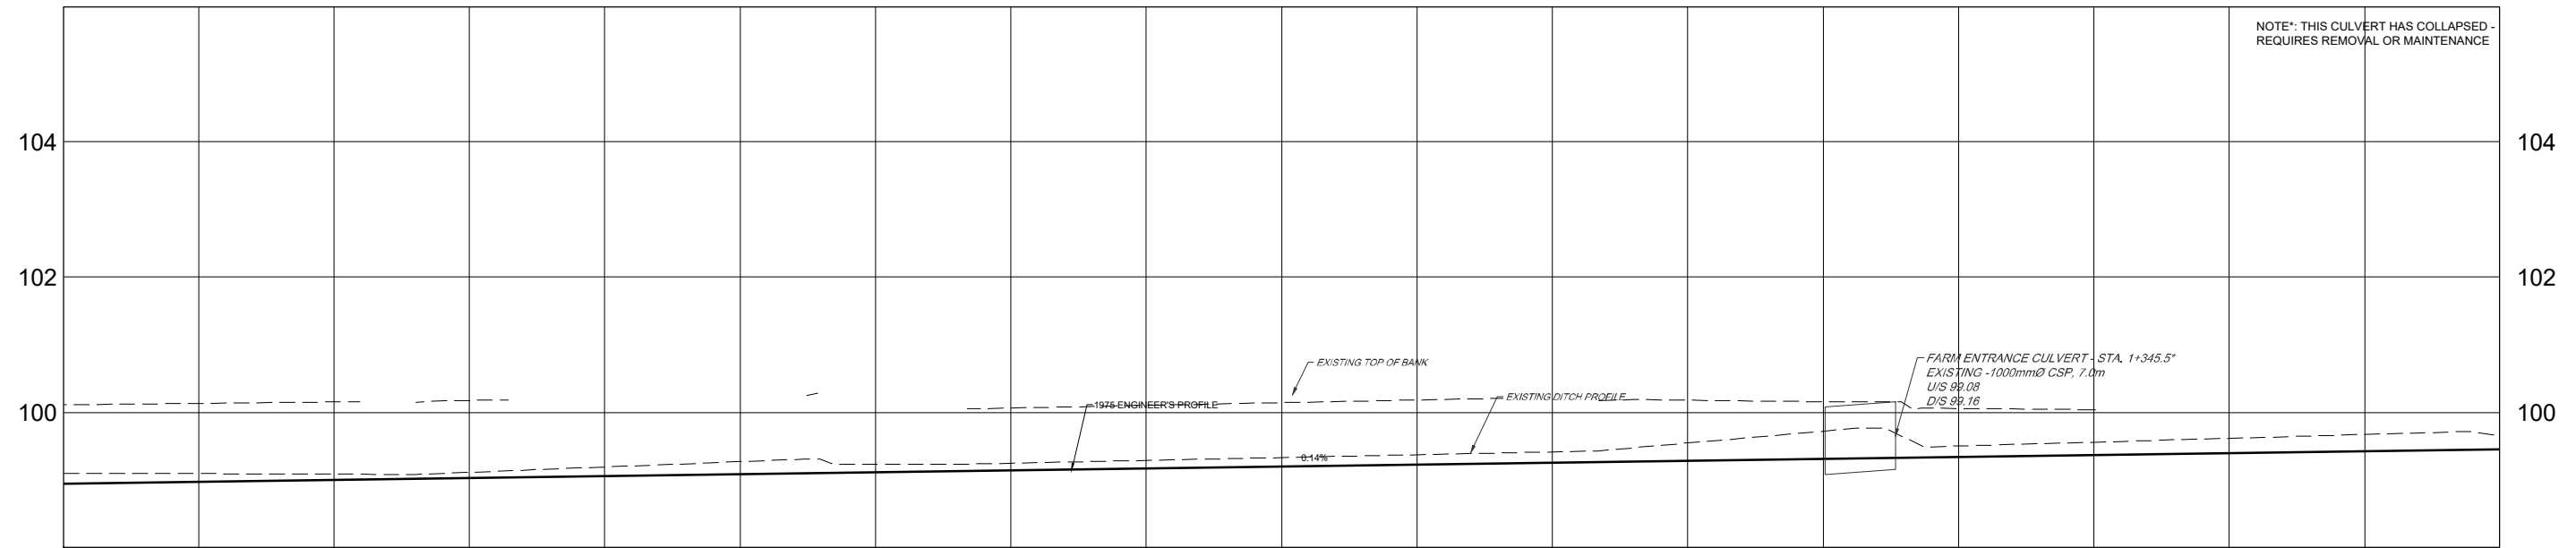 NOTE*: THIS CULVERT HAS COLLAPSED -
REQUIRES REMOVAL OR MAINTENANCE
104
104
102
102
EXISTING TOP OF BANK
FARM ENTRANCE CULVERT - STA. 1+345.5*
EXISTING -1000mmØ CSP, 7.0m
U/S 99.08
D/S 99.16
EXISTING DITCH PROFILE
1975 ENGINEER'S PROFILE
100
100
0.14%